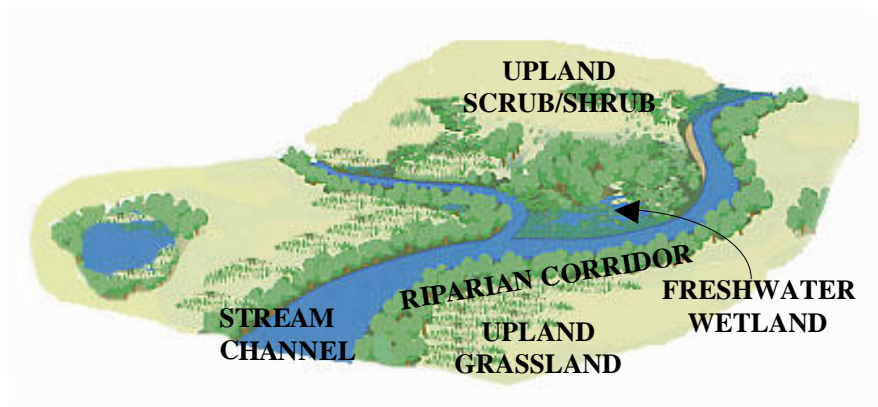 UPLAND
SCRUB/SHRUB
RIPARIAN CORRIDOR
FRESHWATER
WETLAND
STREAM
CHANNEL
UPLAND
GRASSLAND